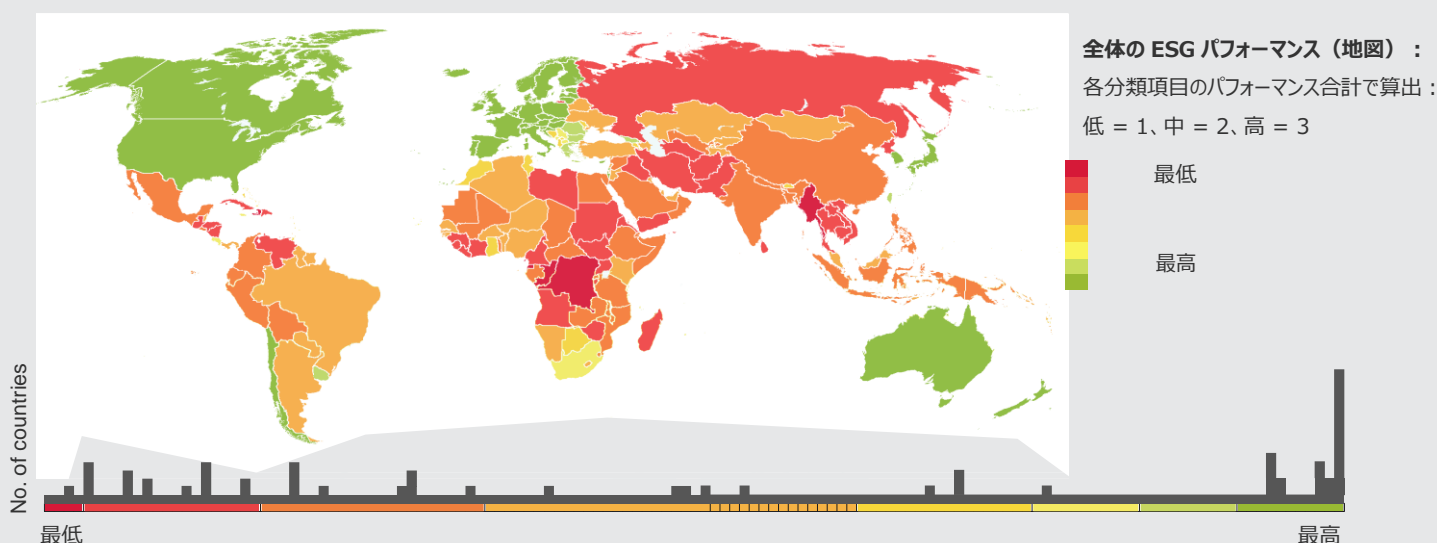 全体の ESG パフォーマンス（地図）：
各分類項目のパフォーマンス合計で算出：
低 = 1、中 = 2、高 = 3
最低
最高
No. of countries
最低
最高